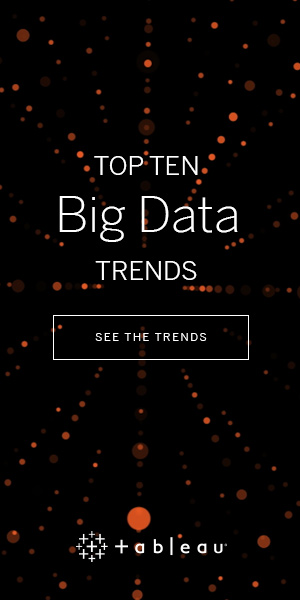 TOP TEN
Big Data
TRENDS
SEE THE TRENDS
+ableau